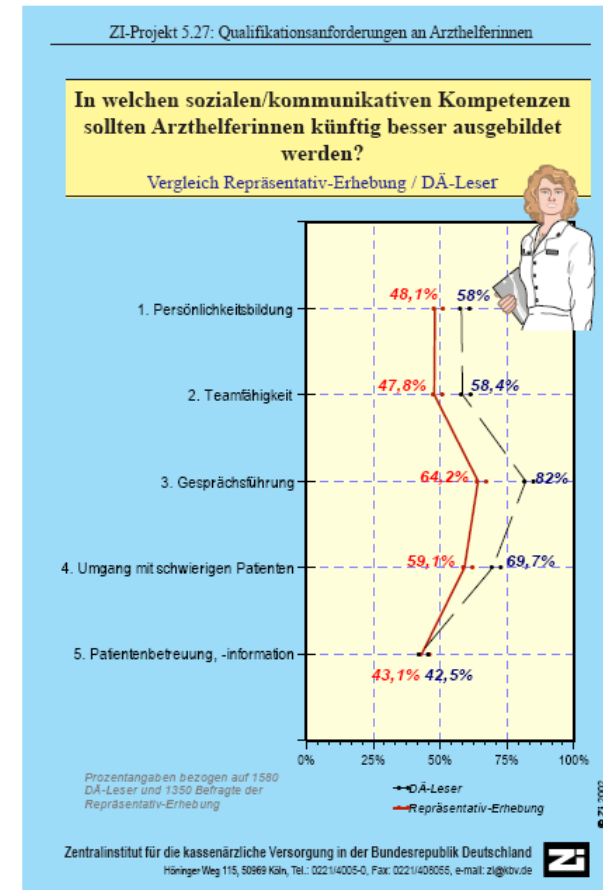 ZI-Projekt 5.27: Qualifikationsanforderungen an Arzthelferinnen
In welchen sozialen/kommunikativen Kompetenzen
sollten Arzthelferinnen künftig besser ausgebildet
werden?
Vergleich Repräsentativ-Erhebung / DÄ-Leser
48,1% 58%
1. Persönlichkeitsbildung
47,8% 58,4%
2. Teamfähigkeit
3. Gesprächsführung 64,2% 82%
59,1% 69,7%
4. Umgang mit schwierigen Patienten
5. Patientenbetreuung, -information
43,1% 42,5%
0% 25% 50% 75% 100%
Prozentangaben bezogen auf 1580
DÄ-Leser und 1350 Befragte der
Repräsentativ-Erhebung
DÄ-Leser
Repräsentativ-Erhebung
© ZI 2002
Zentralinstitut für die kassenärzliche Versorgung in der Bundesrepublik Deutschland
Höninger Weg 115, 50969 Köln, Tel.: 0221/4005-0, Fax: 0221/408055, e-mail: zi@kbv.de
Zi